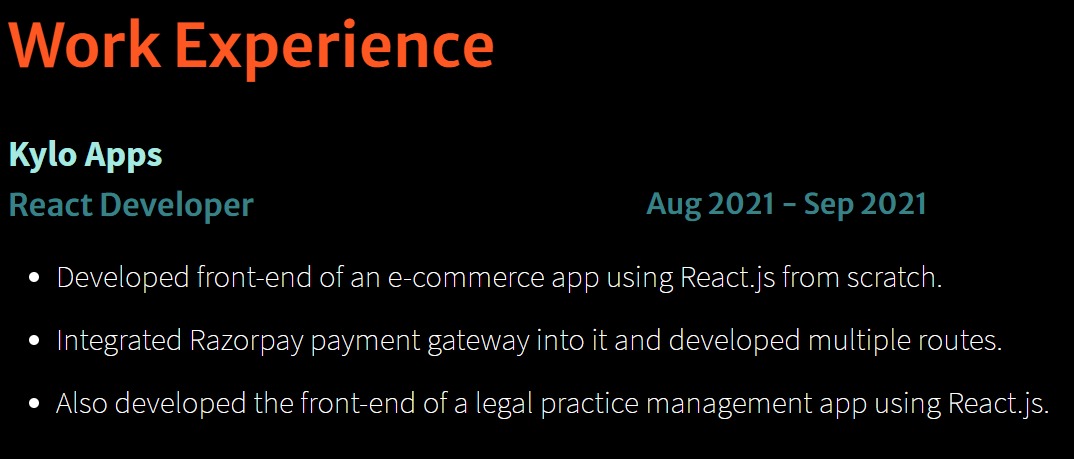 Work Experience
Kylo Apps
React Developer Aug 2021 - Sep 2021
• Developed front-end of an e-commerce app using React.js from scratch.
• Integrated Razorpay payment gateway into it and developed multiple routes.
• Also developed the front-end of a legal practice management app using React.js.